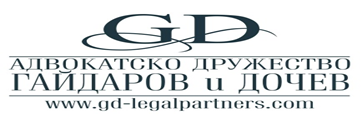 GD
АДВОКАТСКО ДРУЖЕСТВО
ГАЙДАРОВ и ДОЧЕВ
www.gd-legalpartners.com